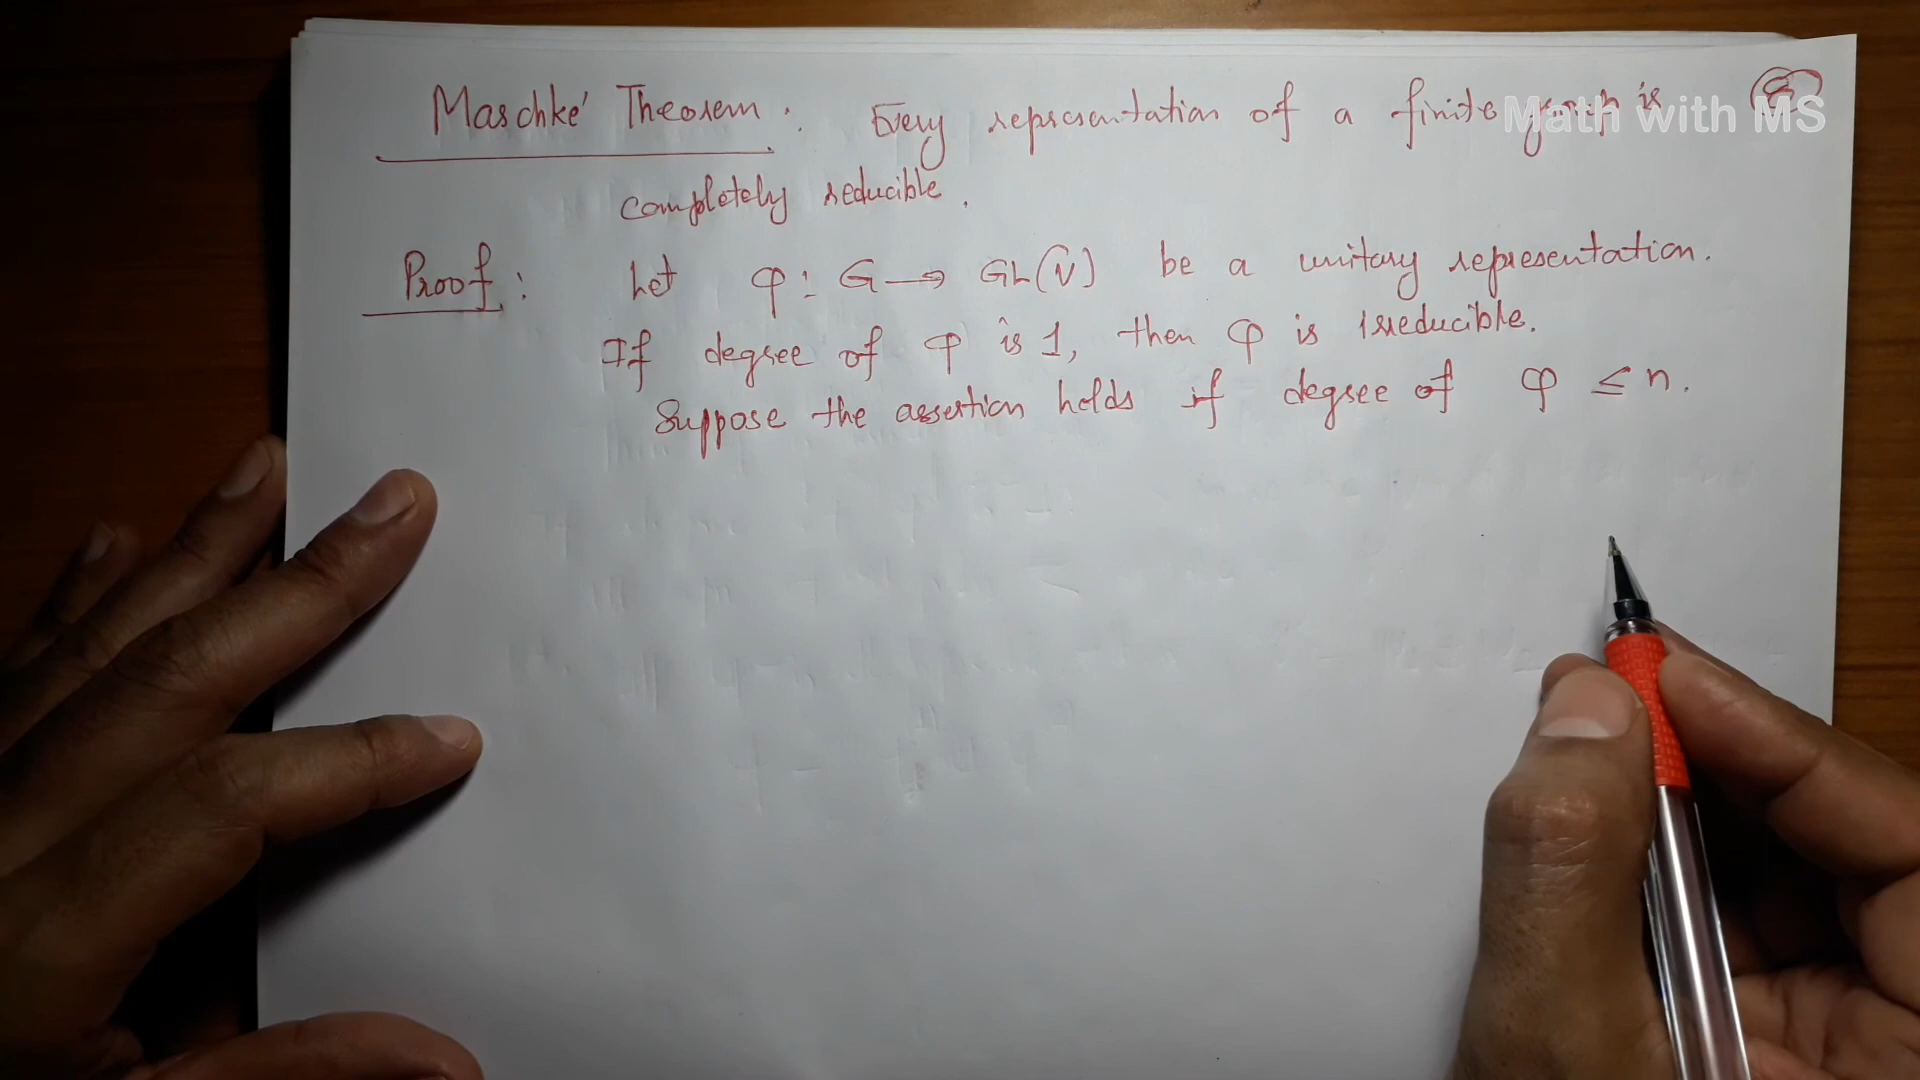 Maschke' Theorem : Every representation of a finite group is
completely reducible.
Proof : Let φ : G → GL(V) be a unitary representation.
If degree of φ is 1, then φ is irreducible.
Suppose the assertion holds if degree of φ ≤ n.
Math with MS